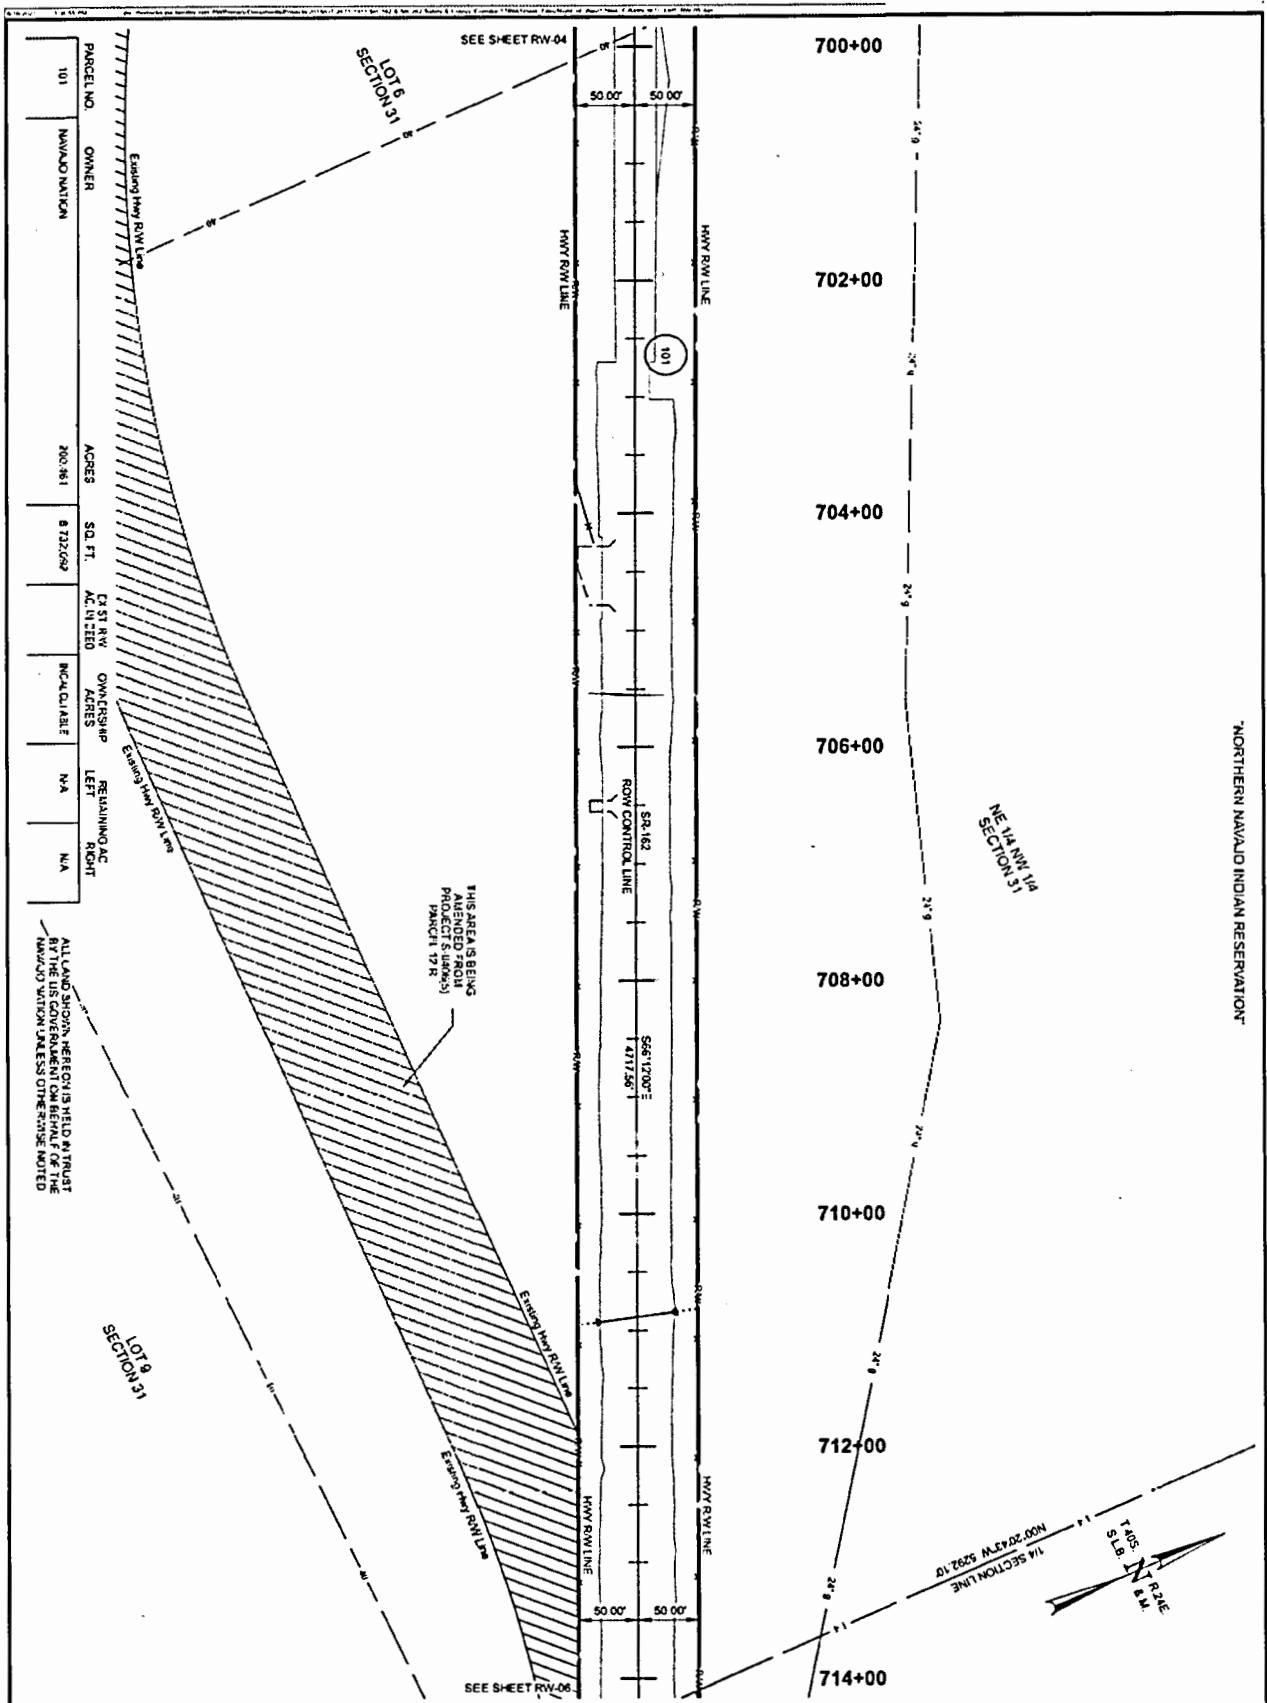 SEE SHEET RW-04
700+00
LOT 6
SECTION 31
50.00'
50.00'
24" g
Existing Hwy R/W Line
HWY R/W LINE
HWY R/W LINE
702+00
24" g
101
704+00
24" g
R/W
R/W
706+00
SR-162
ROW CONTROL LINE
"NORTHERN NAVAJO INDIAN RESERVATION"
NE 1/4 NW 1/4
SECTION 31
24" g
Existing Hwy R/W Line
THIS AREA IS BEING
AMENDED FROM
708+00
S66°12'00"E
4717.56'
R/W
710+00
R/W
Existing Hwy R/W Line
24" g
LOT 9
SECTION 31
712+00
Existing Hwy R/W Line
HWY R/W LINE
HWY R/W LINE
1/4 SECTION LINE
N00°20'43"W 5292.10'
T.40S. R.24E.
S.L.B. & M.
N
24" g
50.00'
50.00'
714+00
SEE SHEET RW-06
PARCEL NO.
OWNER
ACRES
SQ. FT.
EXIST R/W
AC. IN DEED
OWNERSHIP
ACRES
REMAINING AC
LEFT
RIGHT
101
NAVAJO NATION
N/A
N/A
ALL LAND SHOWN HEREON IS HELD IN TRUST
BY THE US GOVERNMENT ON BEHALF OF THE
NAVAJO NATION UNLESS OTHERWISE NOTED